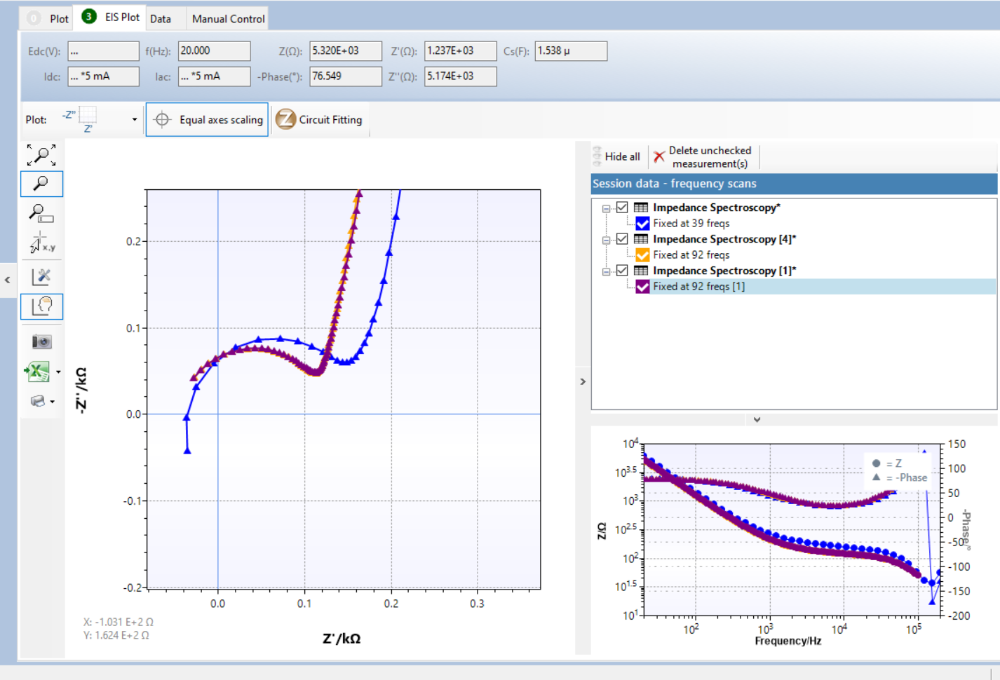 0 Plot 3 EIS Plot Data Manual Control
Edc(V): ... f(Hz): 20.000 Z(Ω): 5.320E+03 Z'(Ω): 1.237E+03 Cs(F): 1.538 µ
Idc: ... *5 mA Iac: ... *5 mA -Phase(°): 76.549 Z''(Ω): 5.174E+03
Plot: -Z'' Z' Equal axes scaling Z Circuit Fitting
Hide all
Delete unchecked
measurement(s)
Session data - frequency scans
Impedance Spectroscopy*
Fixed at 39 freqs
Impedance Spectroscopy [4]*
Fixed at 92 freqs
Impedance Spectroscopy [1]*
Fixed at 92 freqs [1]
x,y
X
-Z''/kΩ
0.2
0.1
0.0
-0.1
-0.2
0.0 0.1 0.2 0.3
Z'/kΩ
X: -1.031 E+2 Ω
Y: 1.624 E+2 Ω
= Z
= -Phase
Z/Ω
10^4
10^3.5
10^3
10^2.5
10^2
10^1.5
10^1
150
100
50
0
-50
-100
-150
-200
-Phase/°
10^2 10^3 10^4 10^5
Frequency/Hz